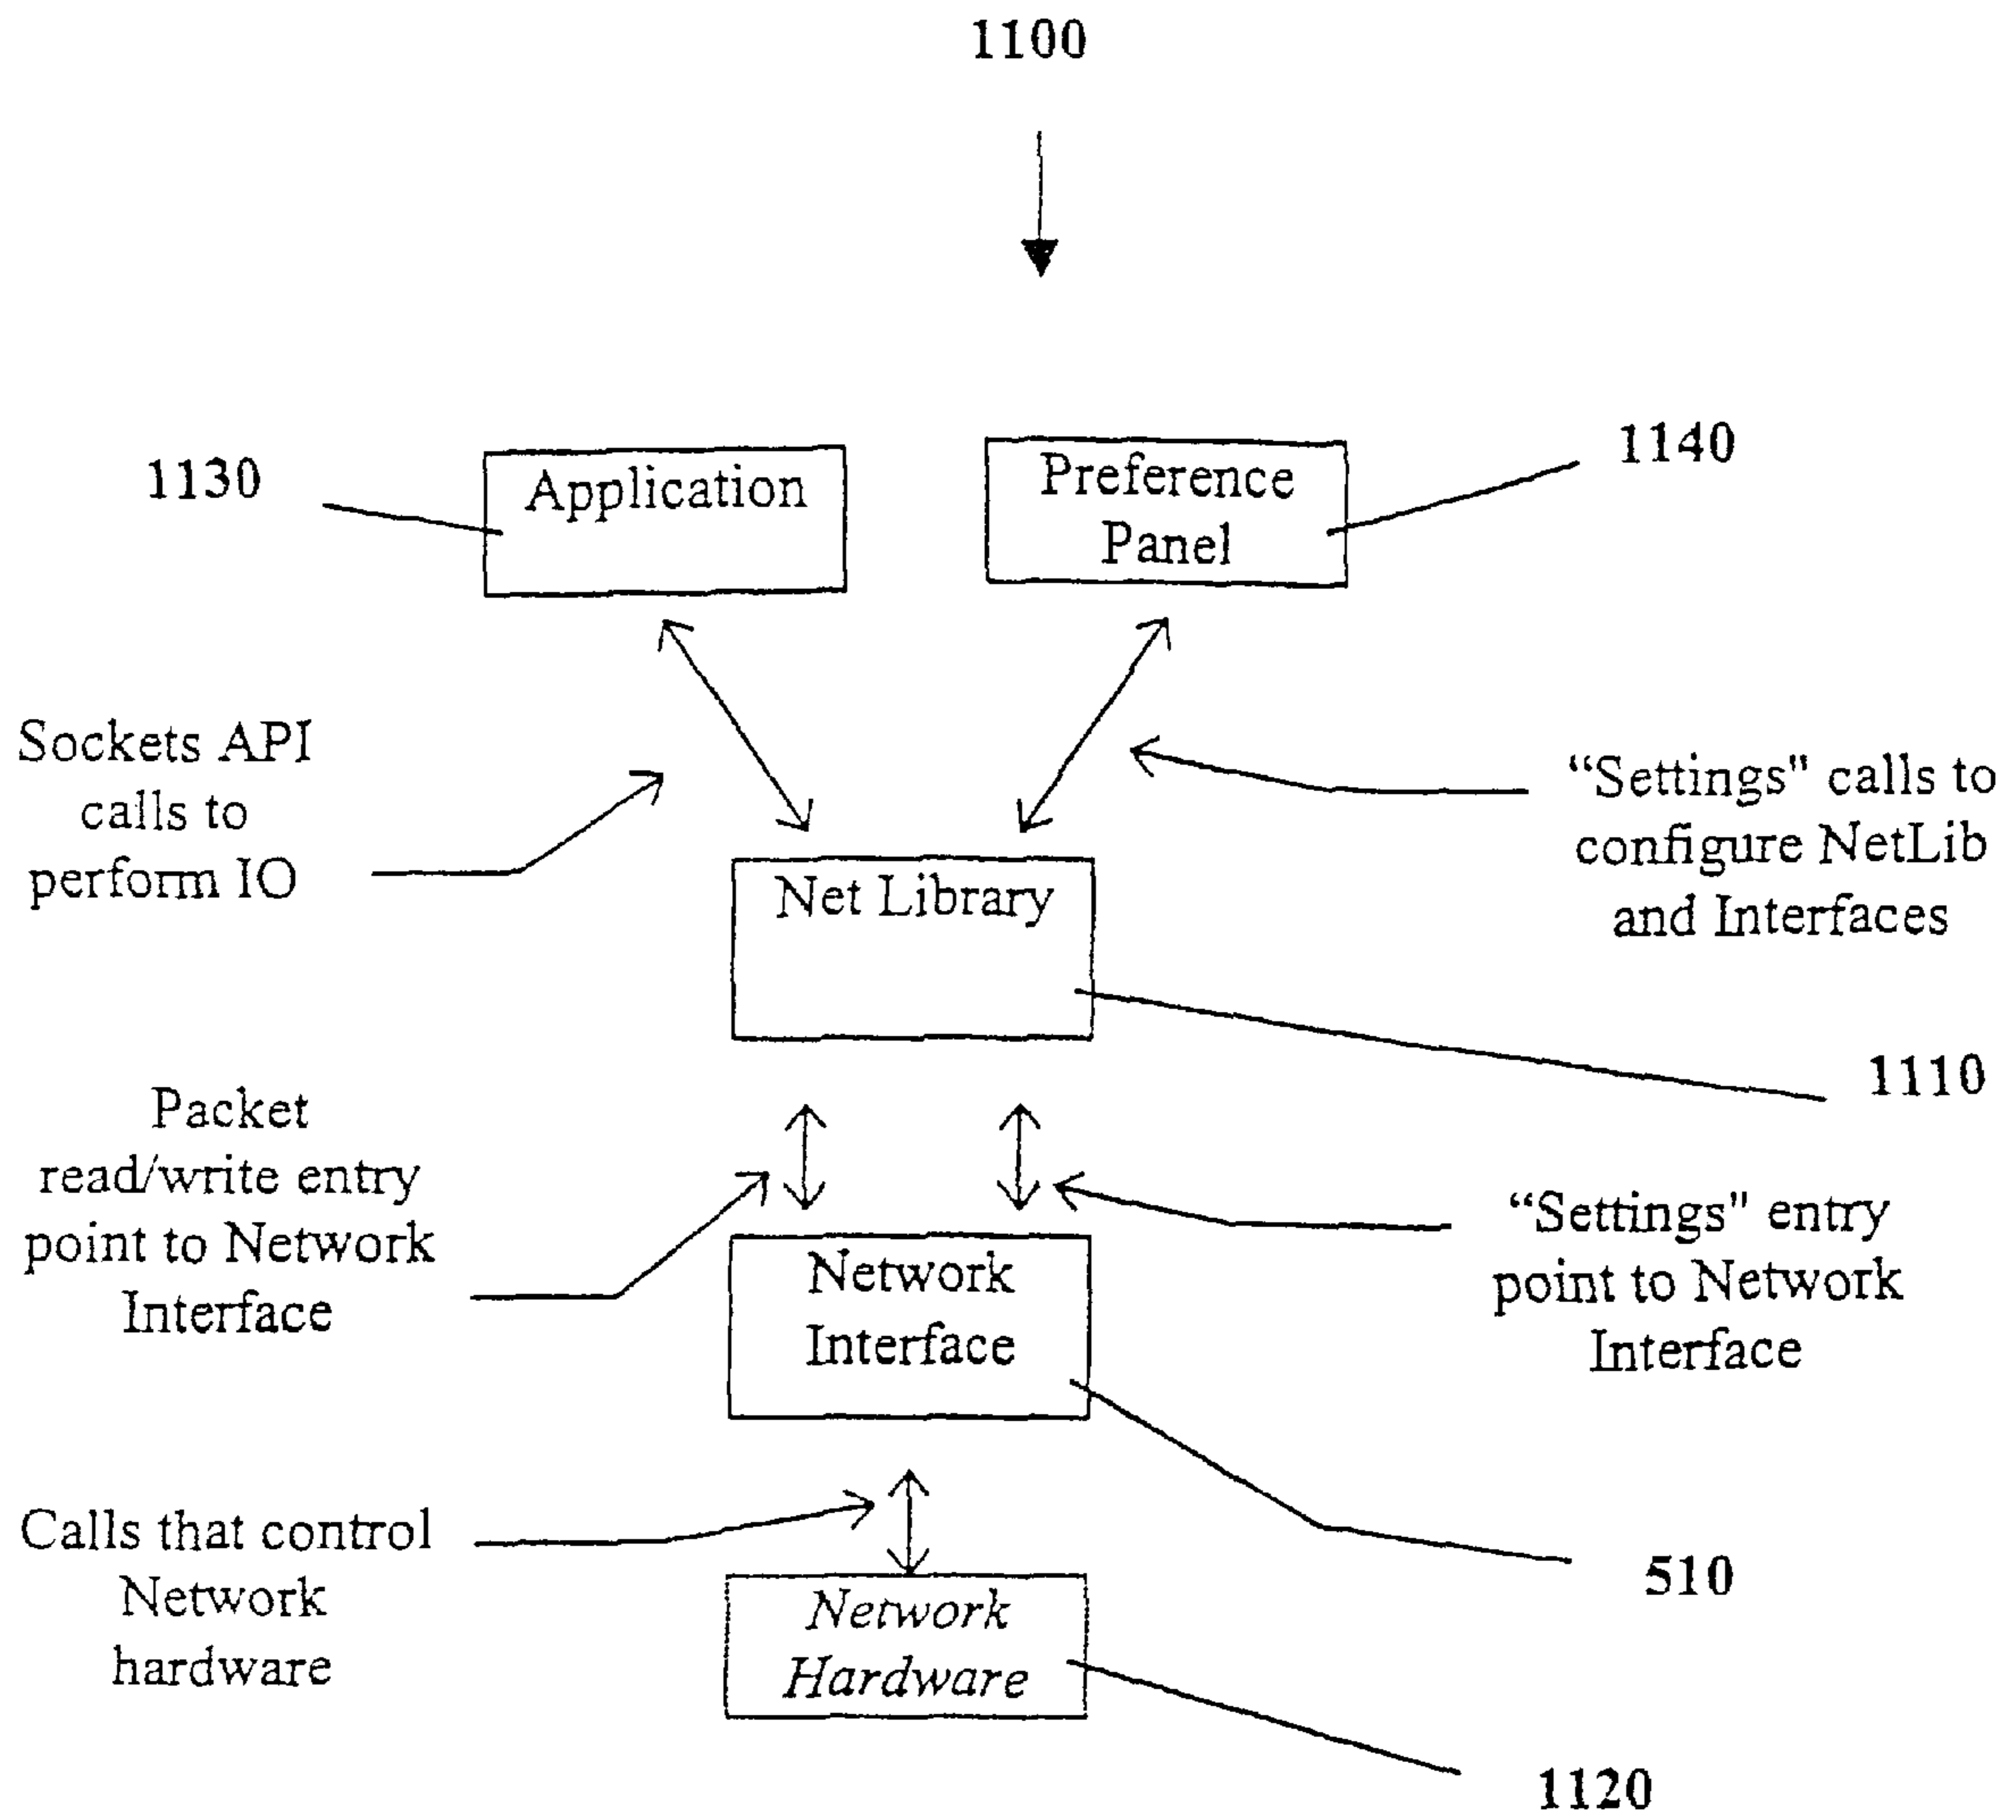 1100
1130
Application
Preference
Panel
1140
Sockets API
calls to
perform IO
“Settings" calls to
configure NetLib
and Interfaces
Net Library
1110
Packet
read/write entry
point to Network
Interface
“Settings" entry
point to Network
Interface
Network
Interface
510
Calls that control
Network
hardware
Network
Hardware
1120